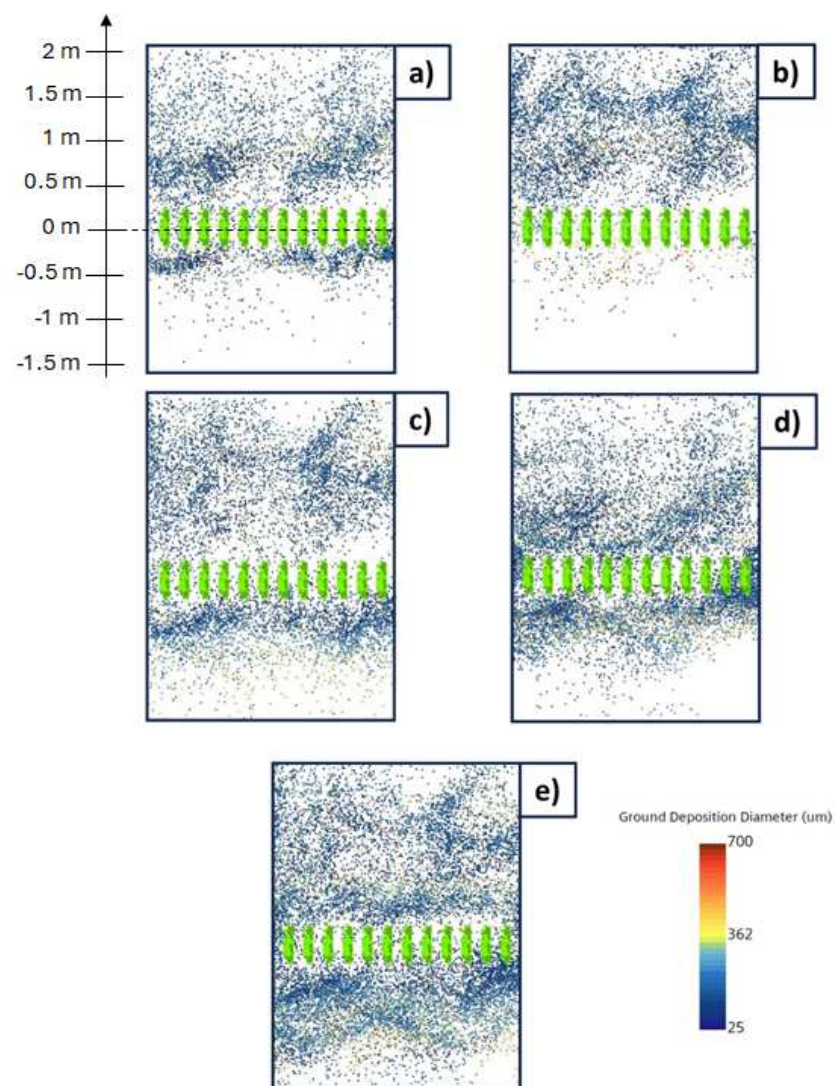 2 m
1.5 m
1 m
0.5 m
0 m
-0.5 m
-1 m
-1.5 m
a)
b)
c)
d)
e)
Ground Deposition Diameter (um)
700
362
25